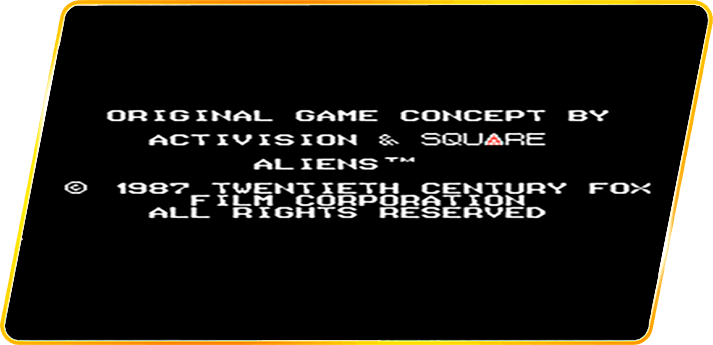 ORIGINAL GAME CONCEPT BY
ACTIVISION & SQUARE
ALIENS™
© 1987 TWENTIETH CENTURY FOX
FILM CORPORATION
ALL RIGHTS RESERVED